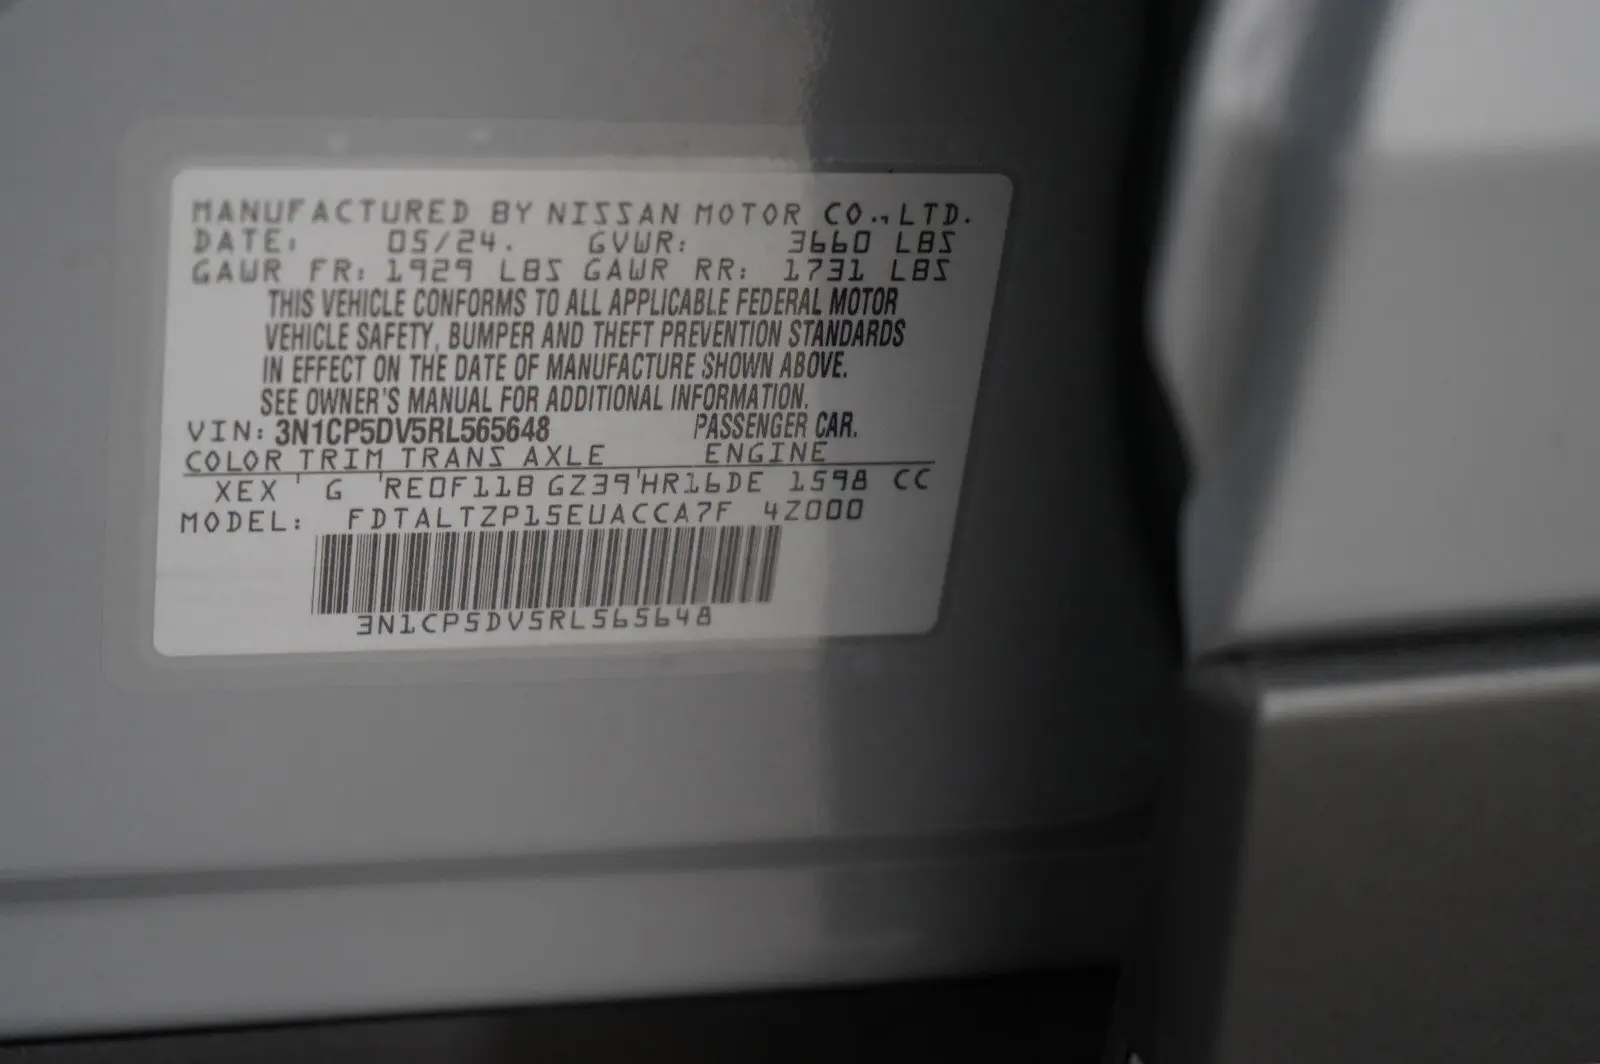 MANUFACTURED BY NISSAN MOTOR CO., LTD.
DATE: 05/24. GVWR: 3660 LBS
GAWR FR: 1929 LBS GAWR RR: 1731 LBS
THIS VEHICLE CONFORMS TO ALL APPLICABLE FEDERAL MOTOR
VEHICLE SAFETY, BUMPER AND THEFT PREVENTION STANDARDS
IN EFFECT ON THE DATE OF MANUFACTURE SHOWN ABOVE.
SEE OWNER'S MANUAL FOR ADDITIONAL INFORMATION.
VIN: 3N1CP5DV5RL565648 PASSENGER CAR.
COLOR TRIM TRANS AXLE ENGINE
XEX ' G 'RE0F11B GZ39'HR16DE 1598 CC
MODEL: FDTALTZP15EUACCA7F 4Z000
3N1CP5DV5RL565648